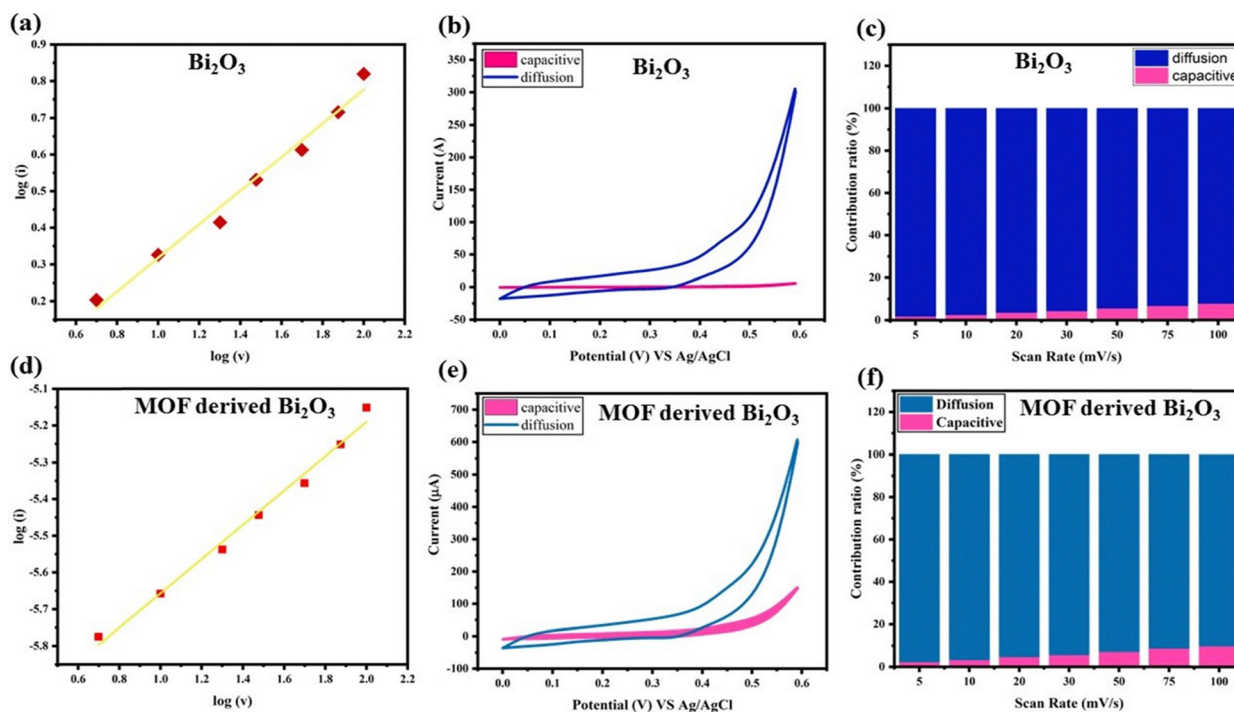 (a)
Bi₂O₃
log (i)
0.9
0.8
0.7
0.6
0.5
0.4
0.3
0.2
0.6 0.8 1.0 1.2 1.4 1.6 1.8 2.0 2.2
log (v)
(b)
capacitive
diffusion
Bi₂O₃
Current (A)
350
300
250
200
150
100
50
0
-50
0.0 0.1 0.2 0.3 0.4 0.5 0.6
Potential (V) VS Ag/AgCl
(c)
Bi₂O₃
diffusion
capacitive
Contribution ratio (%)
120
100
80
60
40
20
0
5 10 20 30 50 75 100
Scan Rate (mV/s)
(d)
MOF derived Bi₂O₃
log (i)
-5.1
-5.2
-5.3
-5.4
-5.5
-5.6
-5.7
-5.8
0.6 0.8 1.0 1.2 1.4 1.6 1.8 2.0 2.2
log (v)
(e)
capacitive
diffusion
MOF derived Bi₂O₃
Current (μA)
700
600
500
400
300
200
100
0
-100
0.0 0.1 0.2 0.3 0.4 0.5 0.6
Potential (V) VS Ag/AgCl
(f)
Diffusion
Capacitive
MOF derived Bi₂O₃
Contribution ratio (%)
120
100
80
60
40
20
0
5 10 20 30 50 75 100
Scan Rate (mV/s)